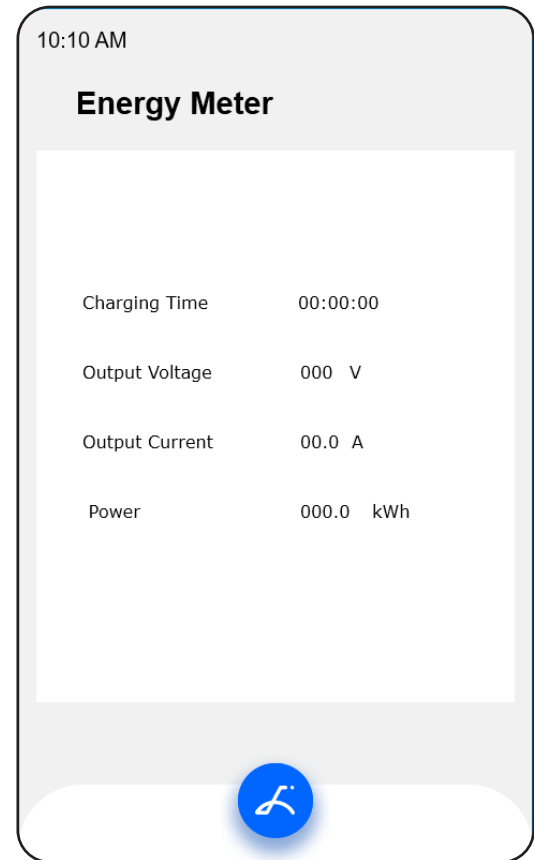 10:10 AM
Energy Meter
Charging Time 00:00:00
Output Voltage 000 V
Output Current 00.0 A
Power 000.0 kWh